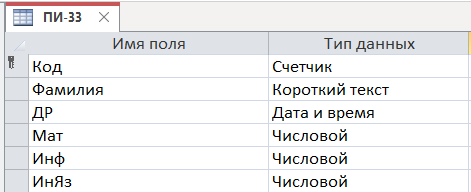 ПИ-33
Имя поля Тип данных
Код Счетчик
Фамилия Короткий текст
ДР Дата и время
Мат Числовой
Инф Числовой
ИнЯз Числовой